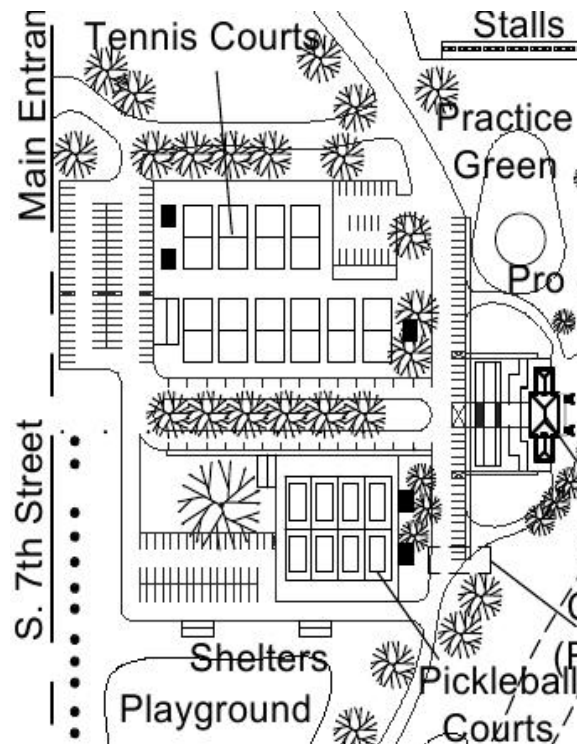 Stalls
Tennis Courts
Main Entran
Practice
Green
Pro
S. 7th Street
Shelters
Playground
(P
Pickleball
Courts